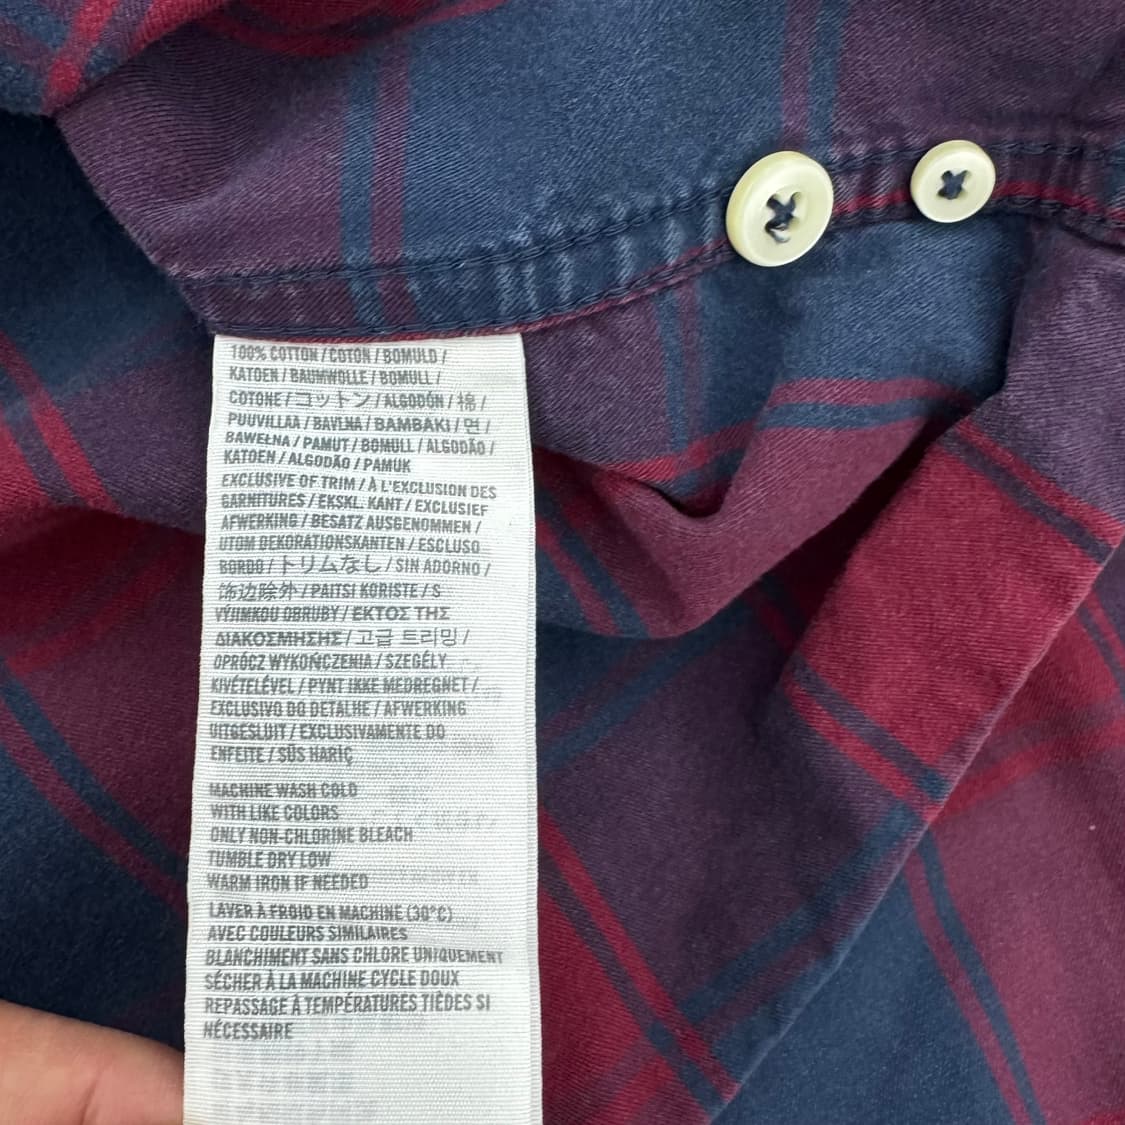 100% COTTON / COTON / BOMULD /
KATOEN / BAUMWOLLE / BOMULL /
COTONE / コットン / ALGODÓN / 棉 /
PUUVILLAA / BAVLNA / ΒΑΜΒΑΚΙ / 면 /
BAWEŁNA / PAMUT / BOMULL / ALGODÃO /
KATOEN / ALGODÃO / PAMUK
EXCLUSIVE OF TRIM / À L'EXCLUSION DES
GARNITURES / EKSKL. KANT / EXCLUSIEF
AFWERKING / BESATZ AUSGENOMMEN /
UTOM DEKORATIONSKANTEN / ESCLUSO
BORDO / トリムなし / SIN ADORNO /
饰边除外 / PAITSI KORISTE / S
VÝJIMKOU OBRUBY / ΕΚΤΟΣ ΤΗΣ
ΔΙΑΚΟΣΜΗΣΗΣ / 고급 트리밍 /
OPRÓCZ WYKOŃCZENIA / SZEGÉLY
KIVÉTELÉVEL / PYNT IKKE MEDREGNET /
EXCLUSIVO DO DETALHE / AFWERKING
UITGESLUIT / EXCLUSIVAMENTE DO
ENFEITE / SÜS HARİÇ
MACHINE WASH COLD
WITH LIKE COLORS
ONLY NON-CHLORINE BLEACH
TUMBLE DRY LOW
WARM IRON IF NEEDED
LAVER À FROID EN MACHINE (30°C)
AVEC COULEURS SIMILAIRES
BLANCHIMENT SANS CHLORE UNIQUEMENT
SÉCHER À LA MACHINE CYCLE DOUX
REPASSAGE À TEMPÉRATURES TIÈDES SI
NÉCESSAIRE